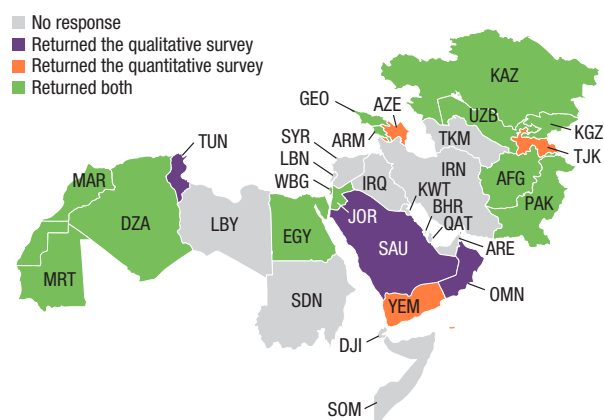 No response
Returned the qualitative survey
Returned the quantitative survey
Returned both
KAZ
GEO
AZE
UZB
KGZ
ARM
TKM
TJK
TUN
SYR
LBN
IRN
WBG
IRQ
KWT
AFG
MAR
BHR
PAK
DZA
LBY
EGY
JOR
QAT
SAU
ARE
MRT
OMN
SDN
YEM
DJI
SOM